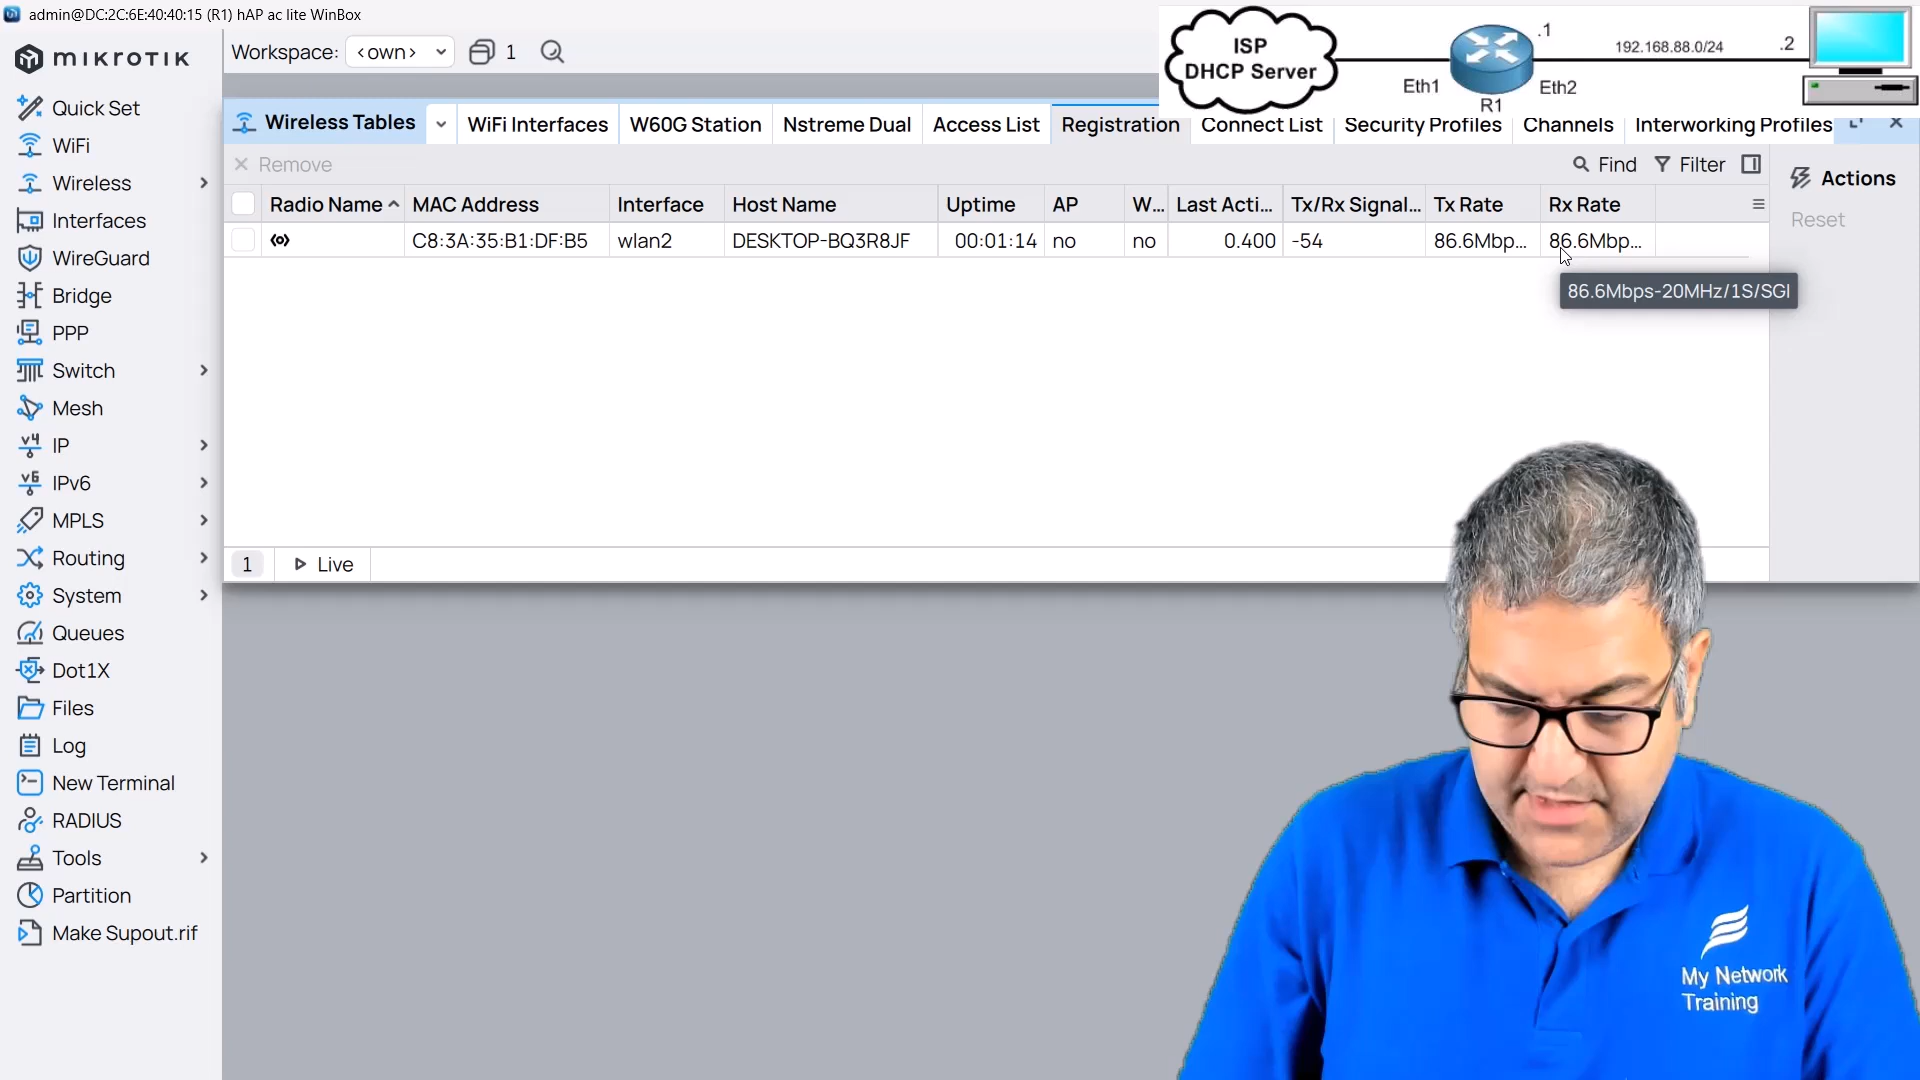 admin@DC:2C:6E:40:40:15 (R1) hAP ac lite WinBox
mikrotik
Workspace: <own> 1
ISP
DHCP Server
Eth1
R1
.1
Eth2
192.168.88.0/24
.2
Quick Set
WiFi
Wireless
Interfaces
WireGuard
Bridge
PPP
Switch
Mesh
IP
IPv6
MPLS
Routing
System
Queues
Dot1X
Files
Log
New Terminal
RADIUS
Tools
Partition
Make Supout.rif
Wireless Tables WiFi Interfaces W60G Station Nstreme Dual Access List Registration Connect List Security Profiles Channels Interworking Profiles
Remove Find Filter
Actions
Reset
Radio Name MAC Address Interface Host Name Uptime AP W... Last Acti... Tx/Rx Signal... Tx Rate Rx Rate
C8:3A:35:B1:DF:B5 wlan2 DESKTOP-BQ3R8JF 00:01:14 no no 0.400 -54 86.6Mbp... 86.6Mbp...
86.6Mbps-20MHz/1S/SGI
1 Live
My Network
Training